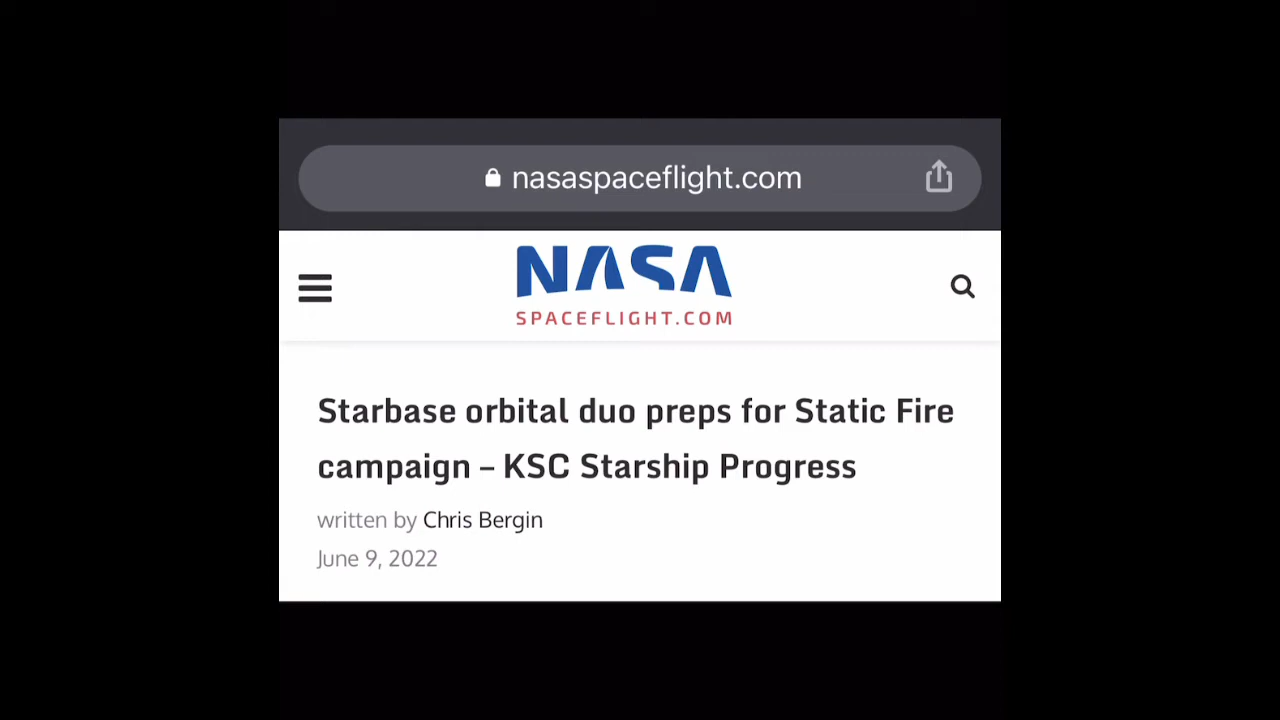 nasaspaceflight.com
NASA
SPACEFLIGHT.COM
Starbase orbital duo preps for Static Fire
campaign – KSC Starship Progress
written by Chris Bergin
June 9, 2022